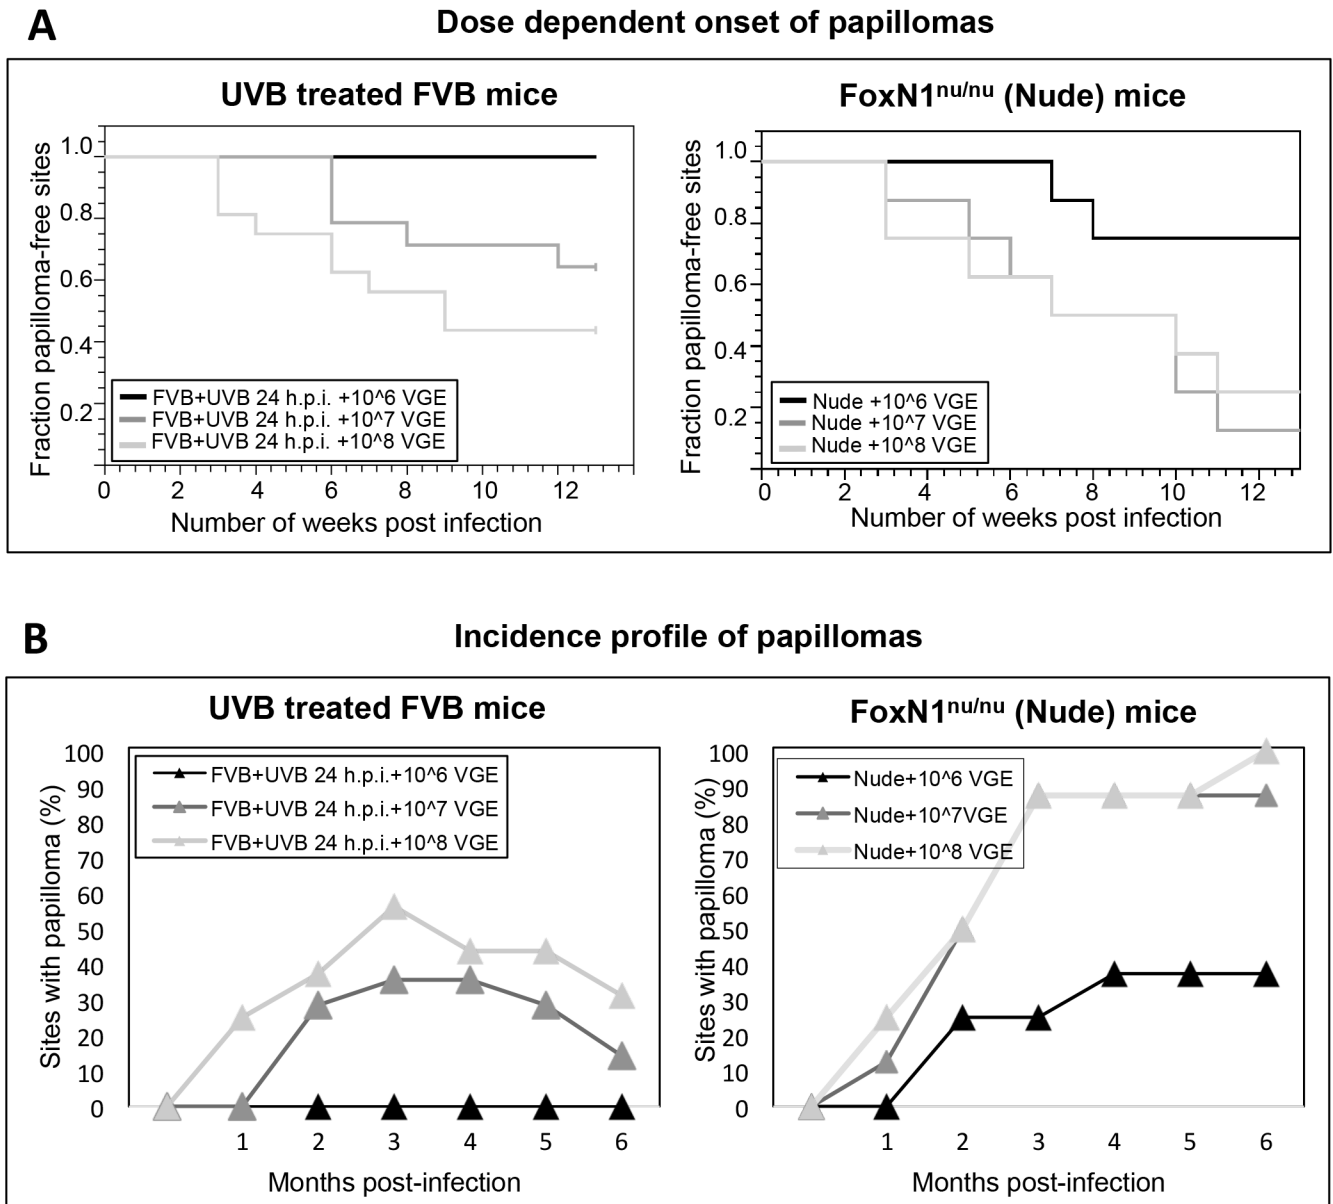 A
Dose dependent onset of papillomas
UVB treated FVB mice
Fraction papilloma-free sites
1.0
0.8
0.6
0.4
0.2
FVB+UVB 24 h.p.i. +10^6 VGE
FVB+UVB 24 h.p.i. +10^7 VGE
FVB+UVB 24 h.p.i. +10^8 VGE
0 2 4 6 8 10 12
Number of weeks post infection
FoxN1nu/nu (Nude) mice
Fraction papilloma-free sites
1.0
0.8
0.6
0.4
0.2
Nude +10^6 VGE
Nude +10^7 VGE
Nude +10^8 VGE
0 2 4 6 8 10 12
Number of weeks post infection
B
Incidence profile of papillomas
UVB treated FVB mice
Sites with papilloma (%)
100
90
80
70
60
50
40
30
20
10
0
FVB+UVB 24 h.p.i.+10^6 VGE
FVB+UVB 24 h.p.i.+10^7 VGE
FVB+UVB 24 h.p.i.+10^8 VGE
1 2 3 4 5 6
Months post-infection
FoxN1nu/nu (Nude) mice
Sites with papilloma (%)
100
90
80
70
60
50
40
30
20
10
0
Nude+10^6 VGE
Nude+10^7VGE
Nude+10^8 VGE
1 2 3 4 5 6
Months post-infection